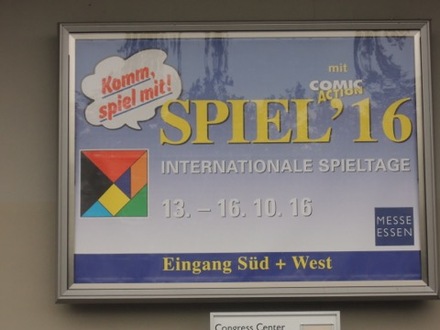 Komm,
spiel mit!
mit
COMIC
ACTION
SPIEL'16
INTERNATIONALE SPIELTAGE
13. – 16. 10. 16
MESSE
ESSEN
Eingang Süd + West
Congress Center